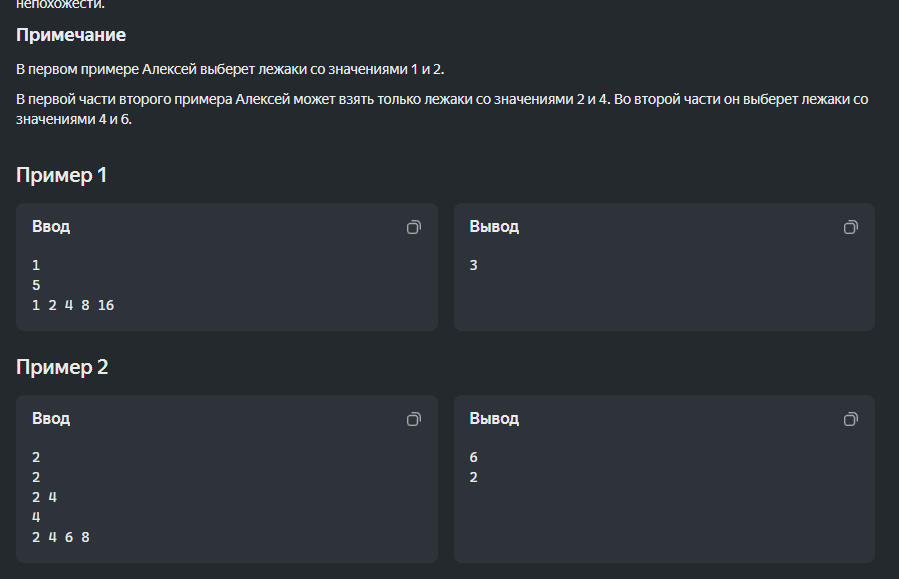 непохожести.
Примечание
В первом примере Алексей выберет лежаки со значениями 1 и 2.
В первой части второго примера Алексей может взять только лежаки со значениями 2 и 4. Во второй части он выберет лежаки со
значениями 4 и 6.
Пример 1
Ввод
1
5
1 2 4 8 16
Вывод
3
Пример 2
Ввод
2
2
2 4
4
2 4 6 8
Вывод
6
2